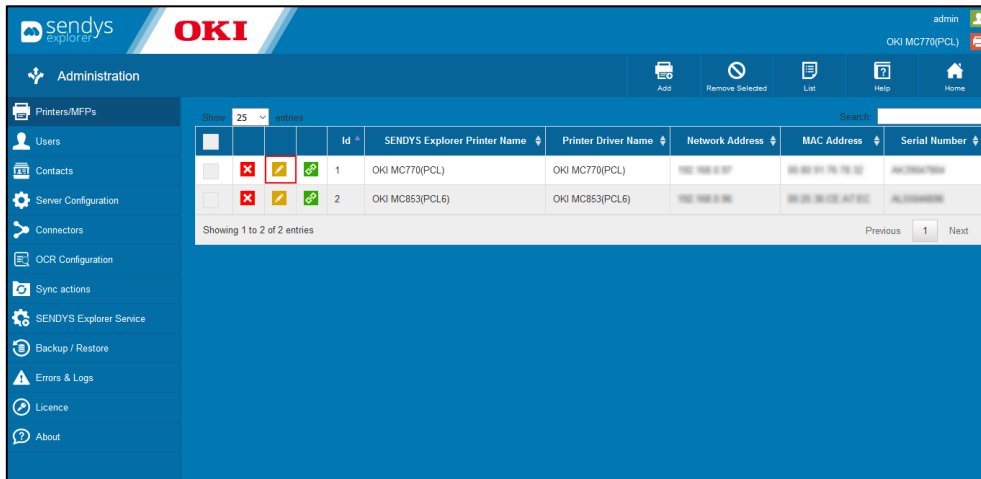 sendys
explorer
OKI
admin
OKI MC770(PCL)
Administration
Add
Remove Selected
List
Help
Home
Printers/MFPs
Users
Contacts
Server Configuration
Connectors
OCR Configuration
Sync actions
SENDYS Explorer Service
Backup / Restore
Errors & Logs
Licence
About
Show 25 entries
Search:
Id SENDYS Explorer Printer Name Printer Driver Name Network Address MAC Address Serial Number
1 OKI MC770(PCL) OKI MC770(PCL)
2 OKI MC853(PCL6) OKI MC853(PCL6)
Showing 1 to 2 of 2 entries
Previous 1 Next